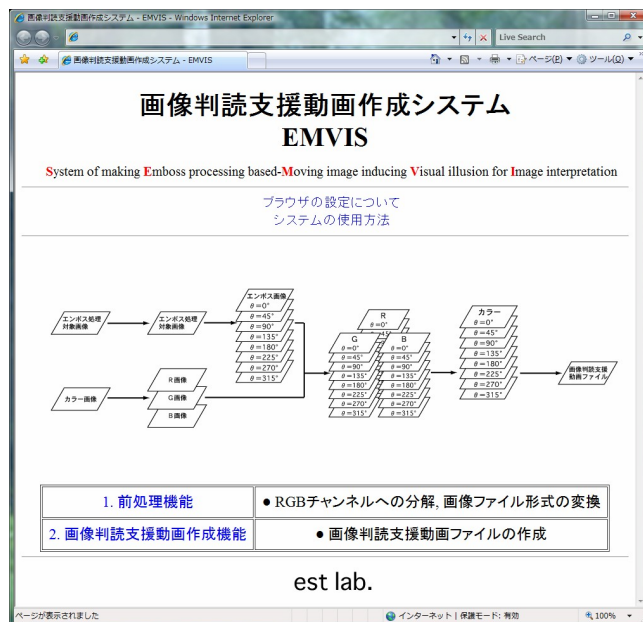 画像判読支援動画作成システム - EMVIS - Windows Internet Explorer
Live Search
画像判読支援動画作成システム - EMVIS
ページ(P)
ツール(O)
画像判読支援動画作成システム
EMVIS
System of making Emboss processing based-Moving image inducing Visual illusion for Image interpretation
ブラウザの設定について
システムの使用方法
エンボス処理
対象画像
エンボス処理
対象画像
エンボス画像
θ=0°
θ=45°
θ=90°
θ=135°
θ=180°
θ=225°
θ=270°
θ=315°
カラー画像
R画像
G画像
B画像
R
θ=0°
θ=45°
G
θ=0°
θ=45°
θ=90°
θ=135°
θ=180°
θ=225°
θ=270°
θ=315°
B
θ=0°
θ=45°
θ=90°
θ=135°
θ=180°
θ=225°
θ=270°
θ=315°
カラー
θ=0°
θ=45°
θ=90°
θ=135°
θ=180°
θ=225°
θ=270°
θ=315°
画像判読支援
動画ファイル
1. 前処理機能
● RGBチャンネルへの分解, 画像ファイル形式の変換
2. 画像判読支援動画作成機能
● 画像判読支援動画ファイルの作成
est lab.
ページが表示されました
インターネット | 保護モード: 有効
100%